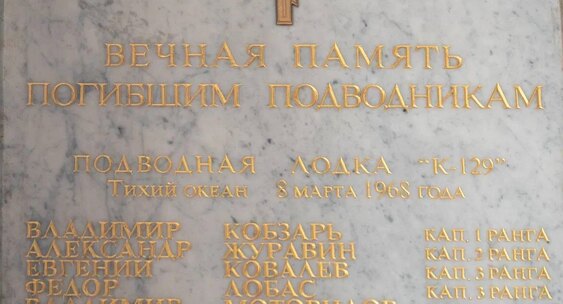 ВЕЧНАЯ ПАМЯТЬ
ПОГИБШИМ ПОДВОДНИКАМ
ПОДВОДНАЯ ЛОДКА "К-129"
Тихий океан 8 марта 1968 года
ВЛАДИМИР КОБЗАРЬ КАП. 1 РАНГА
АЛЕКСАНДР ЖУРАВИН КАП. 2 РАНГА
ЕВГЕНИЙ КОВАЛЕВ КАП. 3 РАНГА
ФЕДОР ЛОБАС КАП. 3 РАНГА
ВЛАДИМИР